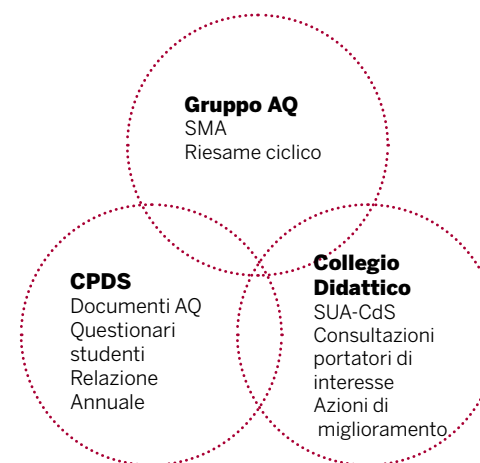 Gruppo AQ
SMA
Riesame ciclico
CPDS
Documenti AQ
Questionari
studenti
Relazione
Annuale
Collegio
Didattico
SUA-CdS
Consultazioni
portatori di
interesse
Azioni di
miglioramento